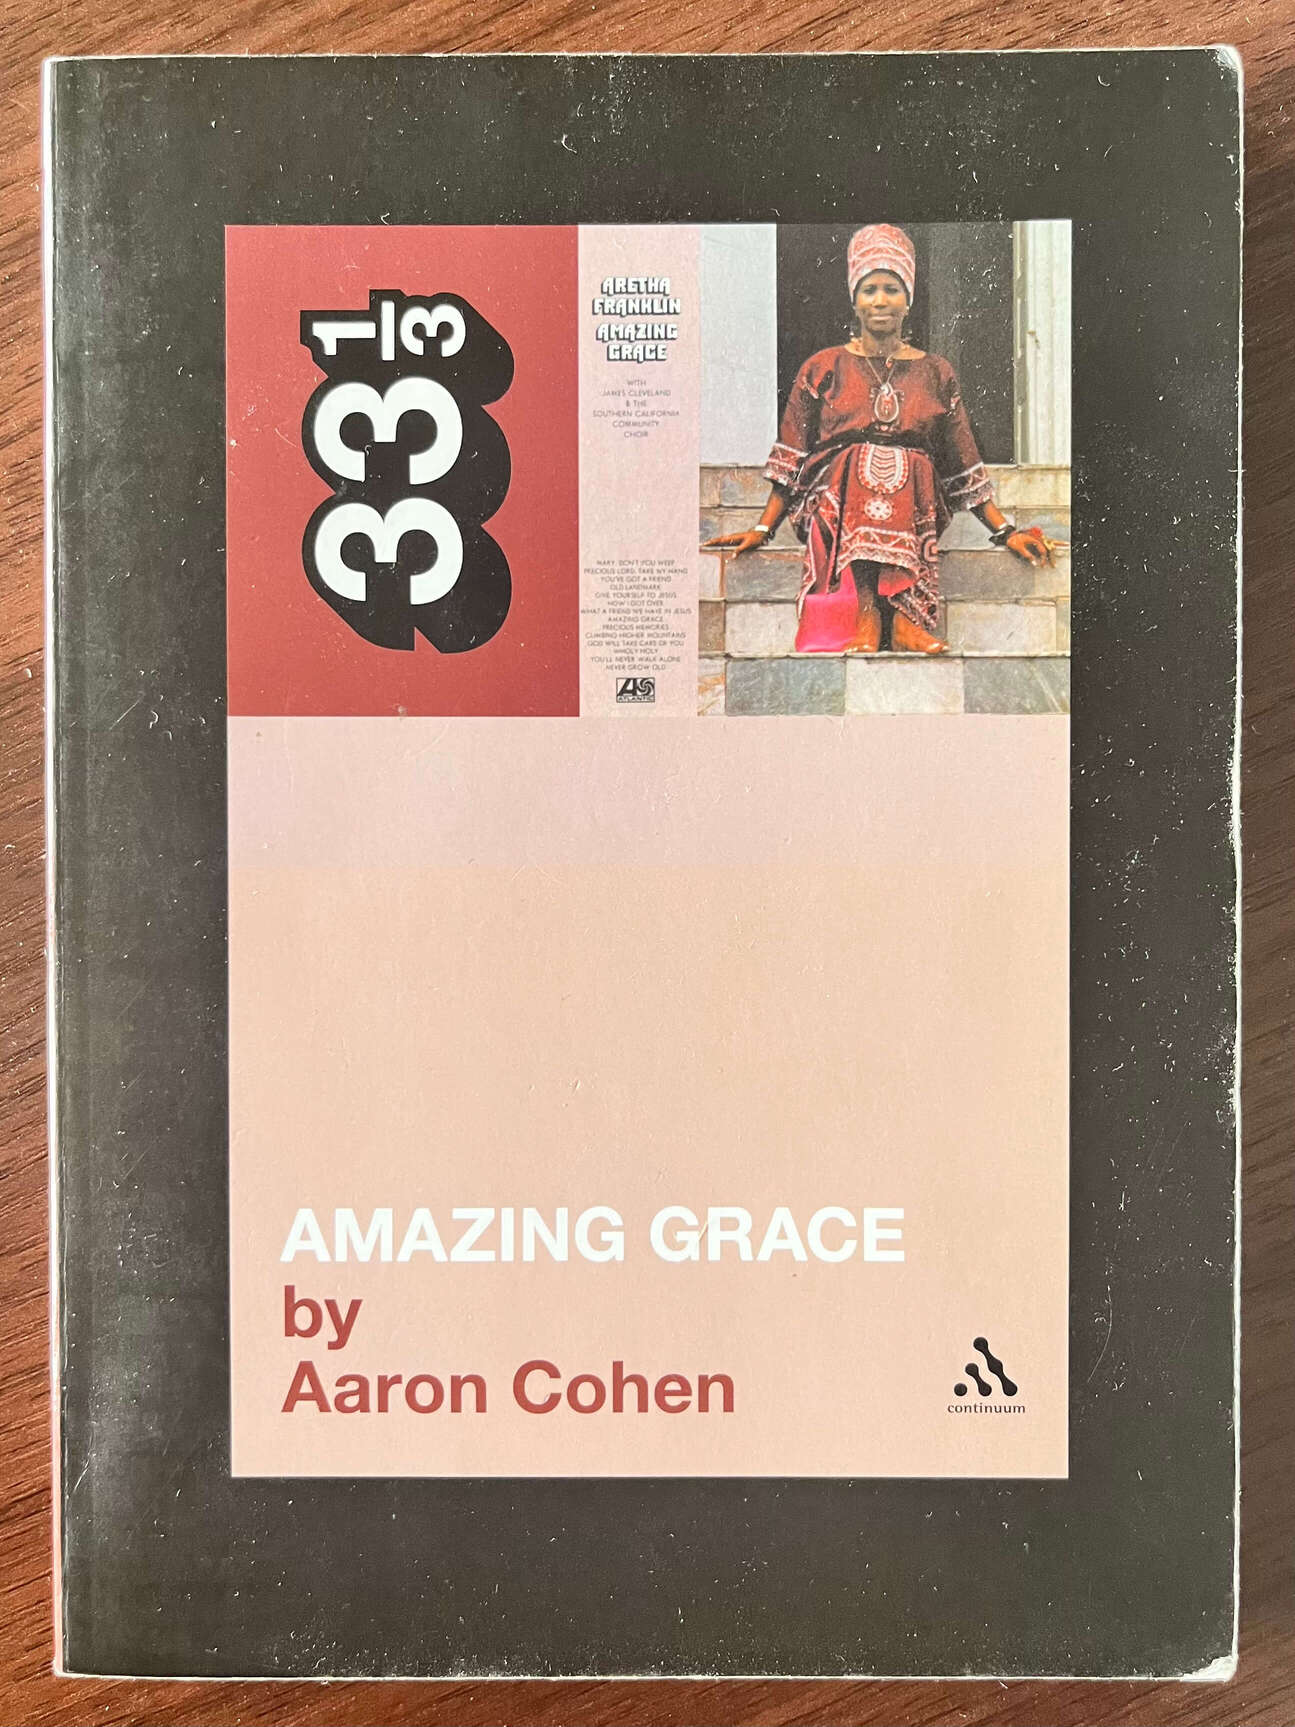 33 1/3
ARETHA
FRANKLIN
AMAZING
GRACE
WITH
JAMES CLEVELAND
& THE
SOUTHERN CALIFORNIA
COMMUNITY
CHOIR
MARY, DON'T YOU WEEP
PRECIOUS LORD, TAKE MY HAND
YOU'VE GOT A FRIEND
OLD LANDMARK
GIVE YOURSELF TO JESUS
HOW I GOT OVER
WHAT A FRIEND WE HAVE IN JESUS
AMAZING GRACE
PRECIOUS MEMORIES
CLIMBING HIGHER MOUNTAINS
GOD WILL TAKE CARE OF YOU
WHOLY HOLY
YOU'LL NEVER WALK ALONE
NEVER GROW OLD
ATLANTIC
AMAZING GRACE
by
Aaron Cohen
continuum